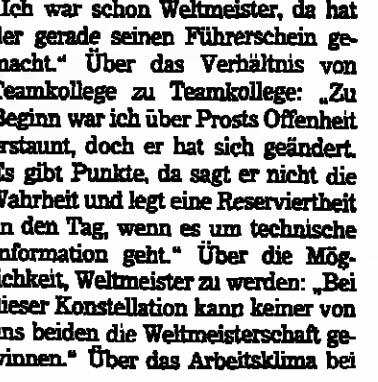 Ich war schon Weltmeister, da hat
der gerade seinen Führerschein ge-
macht.“ Über das Verhältnis von
Teamkollege zu Teamkollege: „Zu
Beginn war ich über Prosts Offenheit
erstaunt, doch er hat sich geändert.
Es gibt Punkte, da sagt er nicht die
Wahrheit und legt eine Reserviertheit
an den Tag, wenn es um technische
Information geht.“ Über die Mög-
lichkeit, Weltmeister zu werden: „Bei
dieser Konstellation kann keiner von
uns beiden die Weltmeisterschaft ge-
winnen.“ Über das Arbeitsklima bei